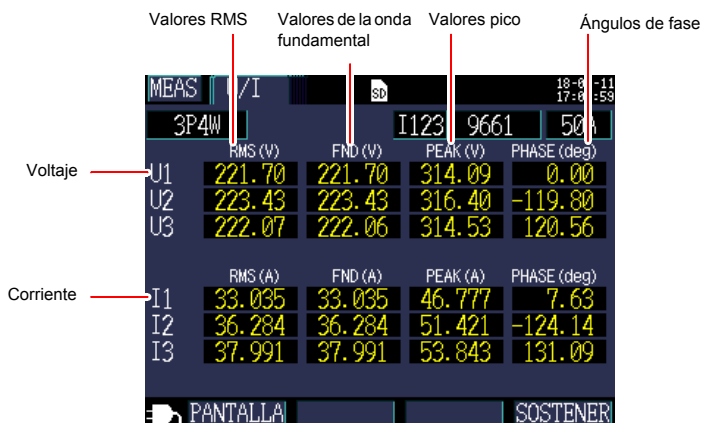 Valores RMS
Valores de la onda
fundamental
Valores pico
Ángulos de fase
MEAS U/I SD
3P4W I123 9661 50A
RMS(V) FND(V) PEAK(V) PHASE(deg)
Voltaje
U1 221.70 221.70 314.09 0.00
U2 223.43 223.43 316.40 -119.80
U3 222.07 222.06 314.53 120.56
RMS(A) FND(A) PEAK(A) PHASE(deg)
Corriente
I1 33.035 33.035 46.777 7.63
I2 36.284 36.284 51.421 -124.14
I3 37.991 37.991 53.843 131.09
PANTALLA SOSTENER